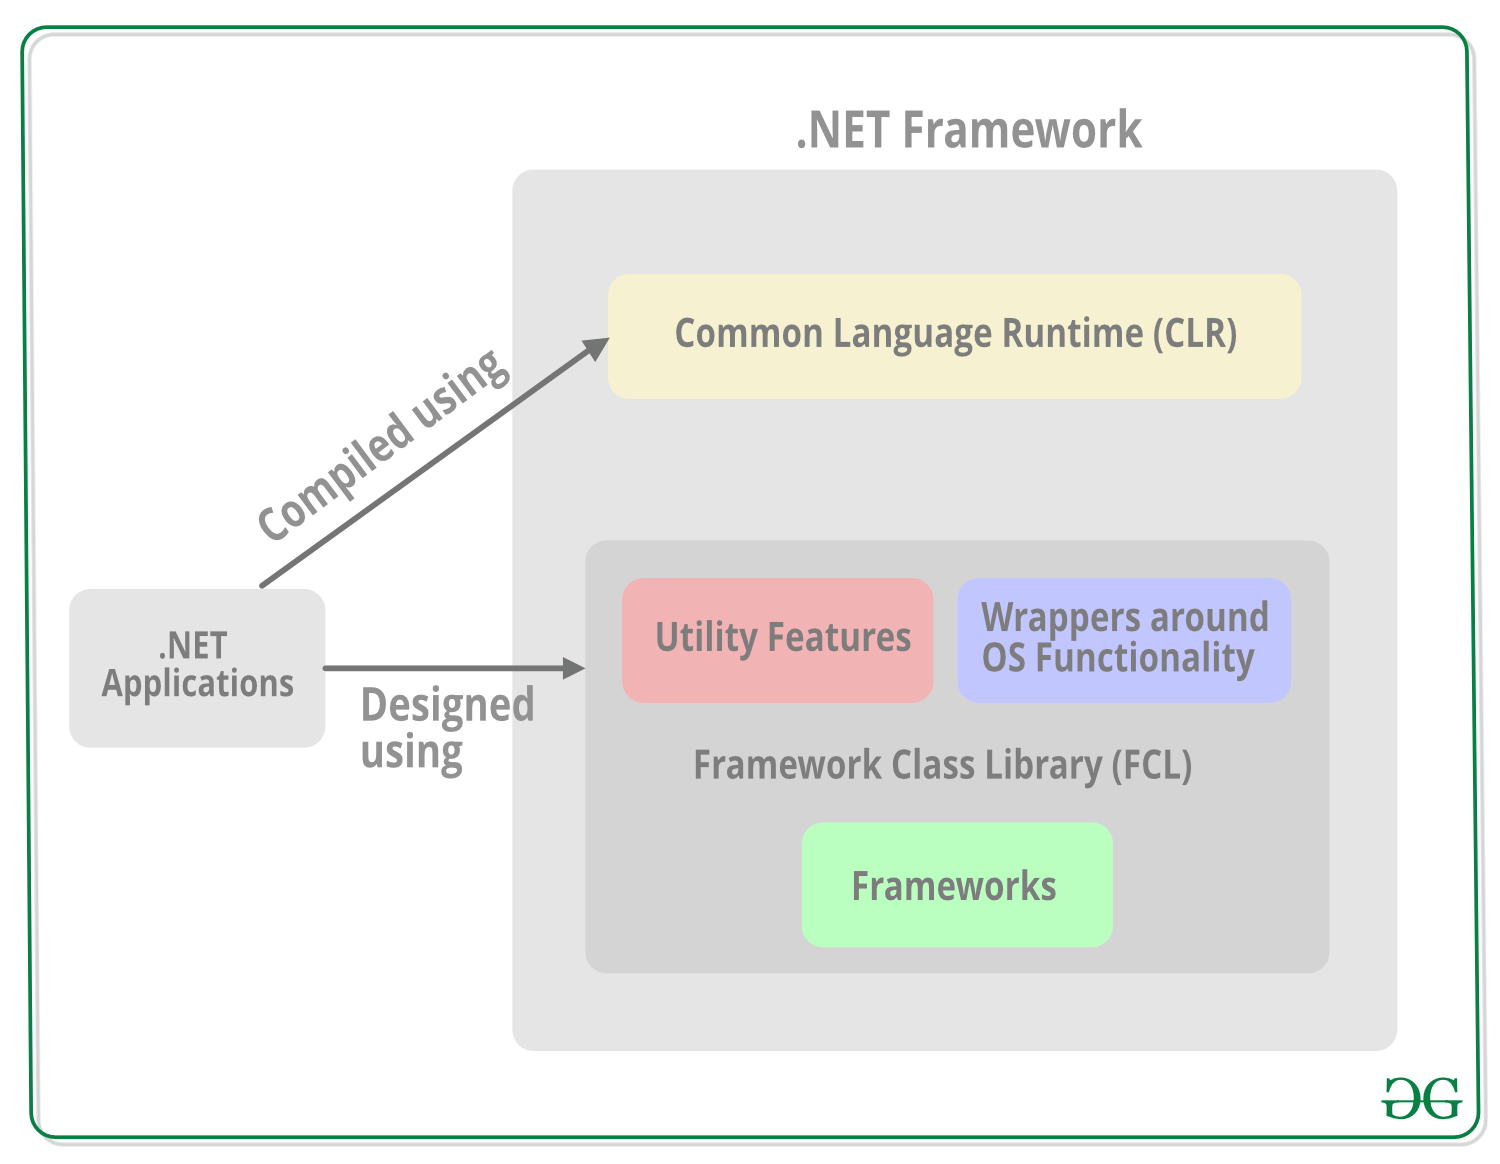 .NET Framework
Common Language Runtime (CLR)
Compiled using
.NET
Applications
Designed
using
Utility Features
Wrappers around
OS Functionality
Framework Class Library (FCL)
Frameworks